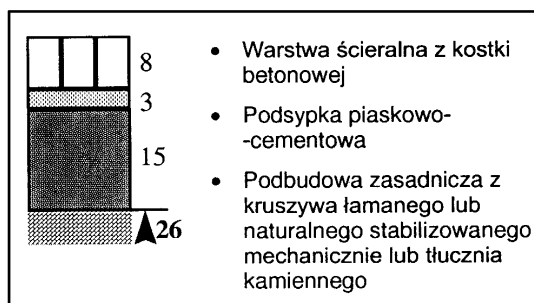 8
3
15
26
• Warstwa ścieralna z kostki
betonowej
• Podsypka piaskowo-
-cementowa
• Podbudowa zasadnicza z
kruszywa łamanego lub
naturalnego stabilizowanego
mechanicznie lub tłucznia
kamiennego